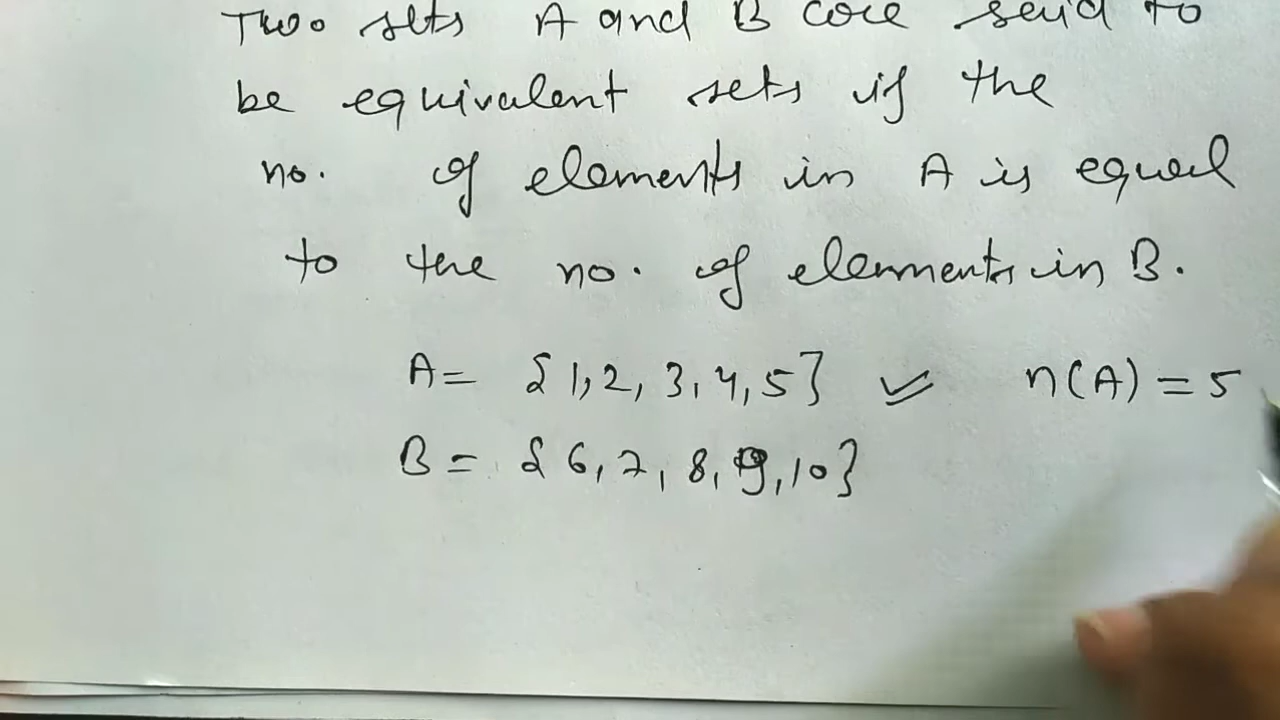 Two sets A and B are said to
be equivalent sets if the
no. of elements in A is equal
to the no. of elements in B.
A = {1, 2, 3, 4, 5} ✓ n(A) = 5
B = {6, 7, 8, 9, 10}